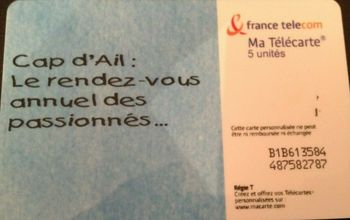 Cap d'Ail :
Le rendez-vous
annuel des
passionnés...
france telecom
Ma Télécarte®
5 unités
Cette carte personnalisée ne peut
être ni remboursée ni échangée
B1B613584
487582787
Régie T
Créez et offrez vos Télécartes
personnalisées sur
www.macarte.com